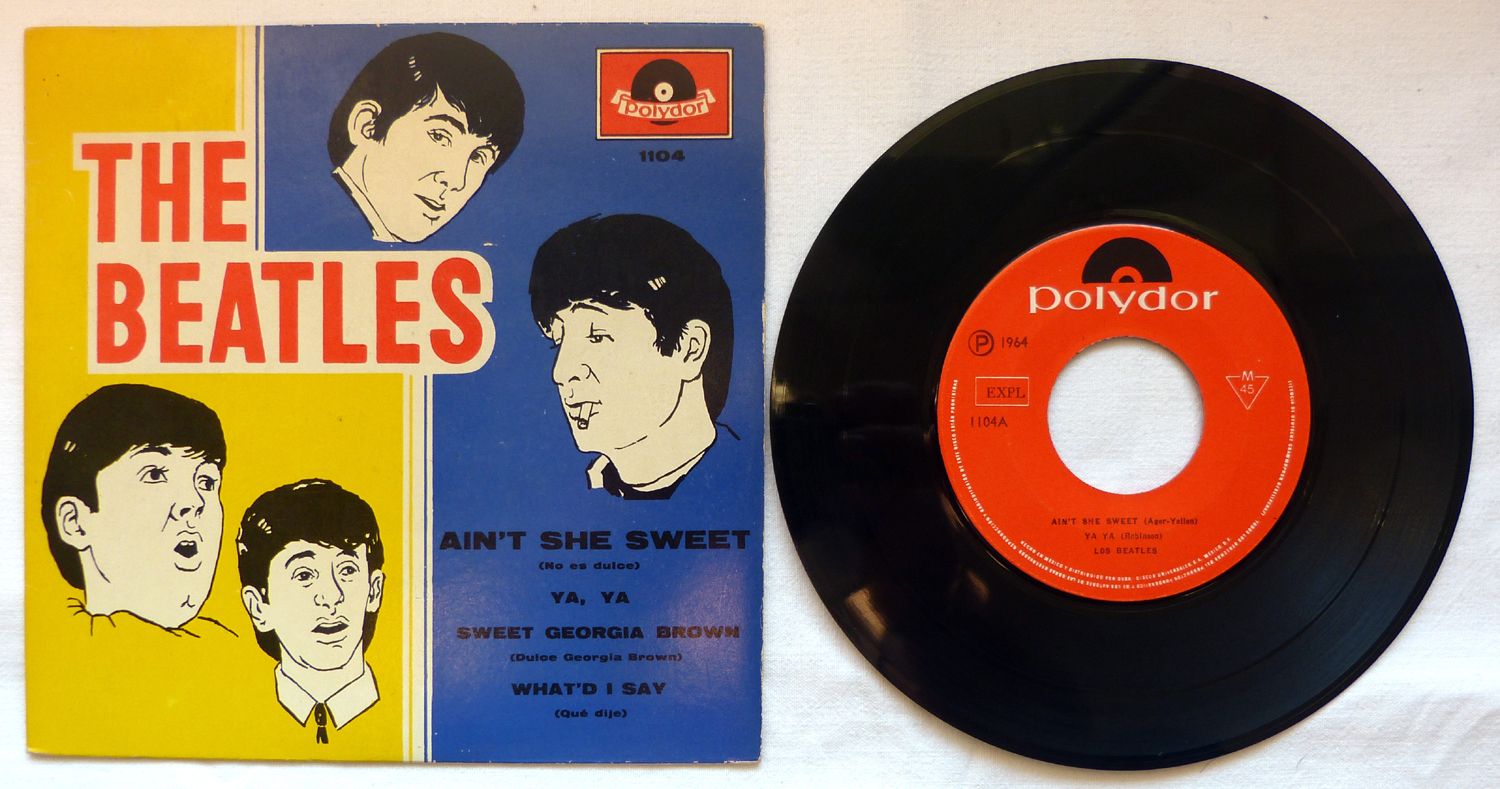 THE
BEATLES
polydor
1104
AIN'T SHE SWEET
(No es dulce)
YA, YA
SWEET GEORGIA BROWN
(Dulce Georgia Brown)
WHAT'D I SAY
(Qué dije)
polydor
P 1964
EXPL
1104A
M
45
AIN'T SHE SWEET (Ager-Yellen)
YA YA (Robinson)
LOS BEATLES